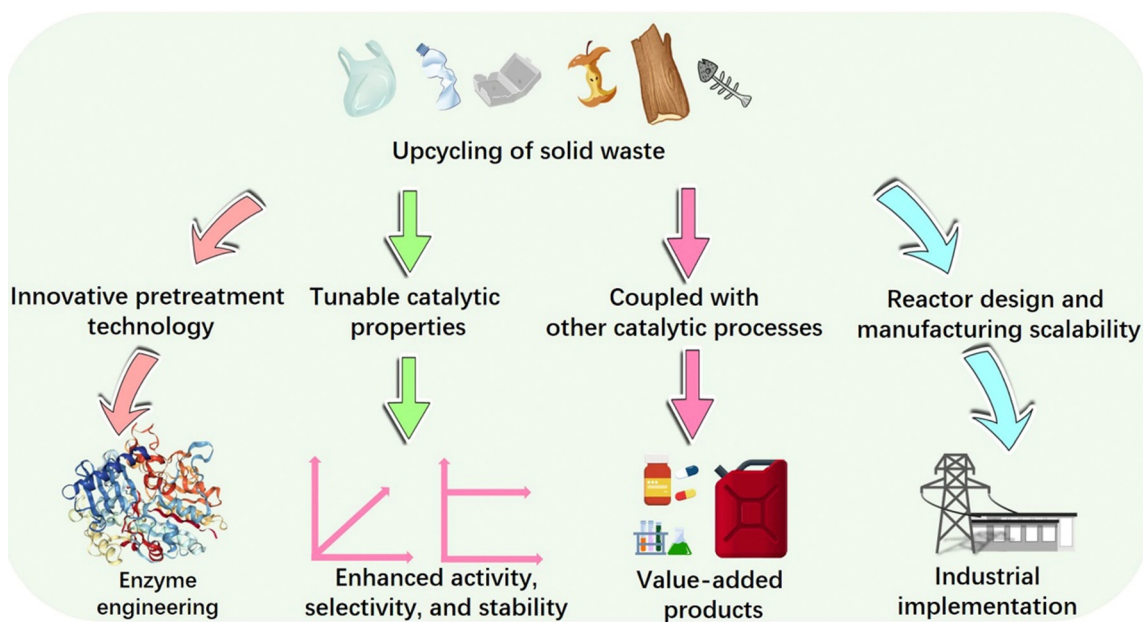 Upcycling of solid waste
Innovative pretreatment
technology
Tunable catalytic
properties
Coupled with
other catalytic processes
Reactor design and
manufacturing scalability
Enzyme
engineering
Enhanced activity,
selectivity, and stability
Value-added
products
Industrial
implementation